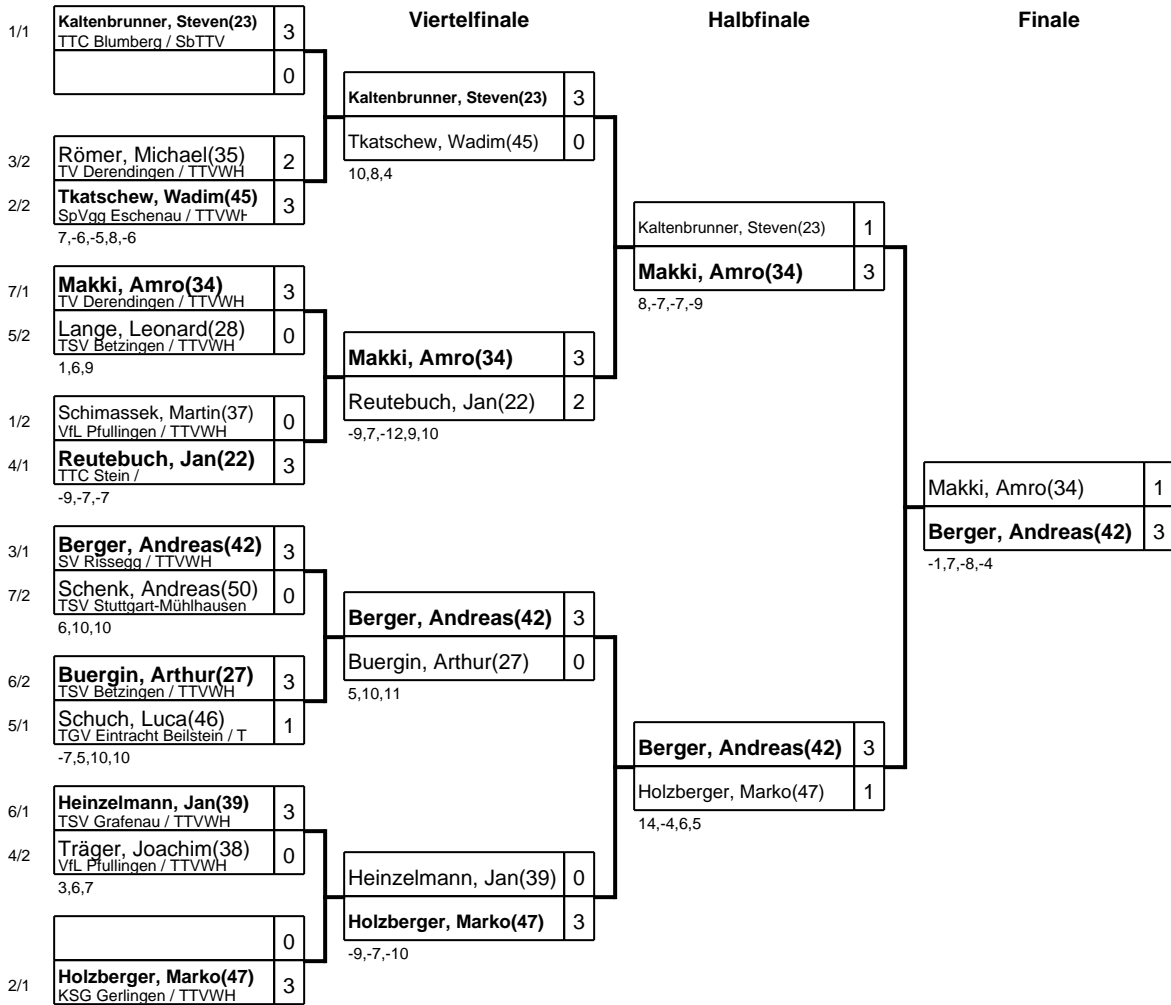 Viertelfinale
Halbfinale
Finale
1/1
Kaltenbrunner, Steven(23) 3
TTC Blumberg / SbTTV
0
3/2
Römer, Michael(35) 2
TV Derendingen / TTVWH
2/2
Tkatschew, Wadim(45) 3
SpVgg Eschenau / TTVWH
7,-6,-5,8,-6
7/1
Makki, Amro(34) 3
TV Derendingen / TTVWH
5/2
Lange, Leonard(28) 0
TSV Betzingen / TTVWH
1,6,9
1/2
Schimassek, Martin(37) 0
VfL Pfullingen / TTVWH
4/1
Reutebuch, Jan(22) 3
TTC Stein /
-9,-7,-7
3/1
Berger, Andreas(42) 3
SV Rissegg / TTVWH
7/2
Schenk, Andreas(50) 0
TSV Stuttgart-Mühlhausen
6,10,10
6/2
Buergin, Arthur(27) 3
TSV Betzingen / TTVWH
5/1
Schuch, Luca(46) 1
TGV Eintracht Beilstein / T
-7,5,10,10
6/1
Heinzelmann, Jan(39) 3
TSV Grafenau / TTVWH
4/2
Träger, Joachim(38) 0
VfL Pfullingen / TTVWH
3,6,7
0
2/1
Holzberger, Marko(47) 3
KSG Gerlingen / TTVWH
Kaltenbrunner, Steven(23) 3
Tkatschew, Wadim(45) 0
10,8,4
Makki, Amro(34) 3
Reutebuch, Jan(22) 2
-9,7,-12,9,10
Berger, Andreas(42) 3
Buergin, Arthur(27) 0
5,10,11
Heinzelmann, Jan(39) 0
Holzberger, Marko(47) 3
-9,-7,-10
Kaltenbrunner, Steven(23) 1
Makki, Amro(34) 3
8,-7,-7,-9
Berger, Andreas(42) 3
Holzberger, Marko(47) 1
14,-4,6,5
Makki, Amro(34) 1
Berger, Andreas(42) 3
-1,7,-8,-4